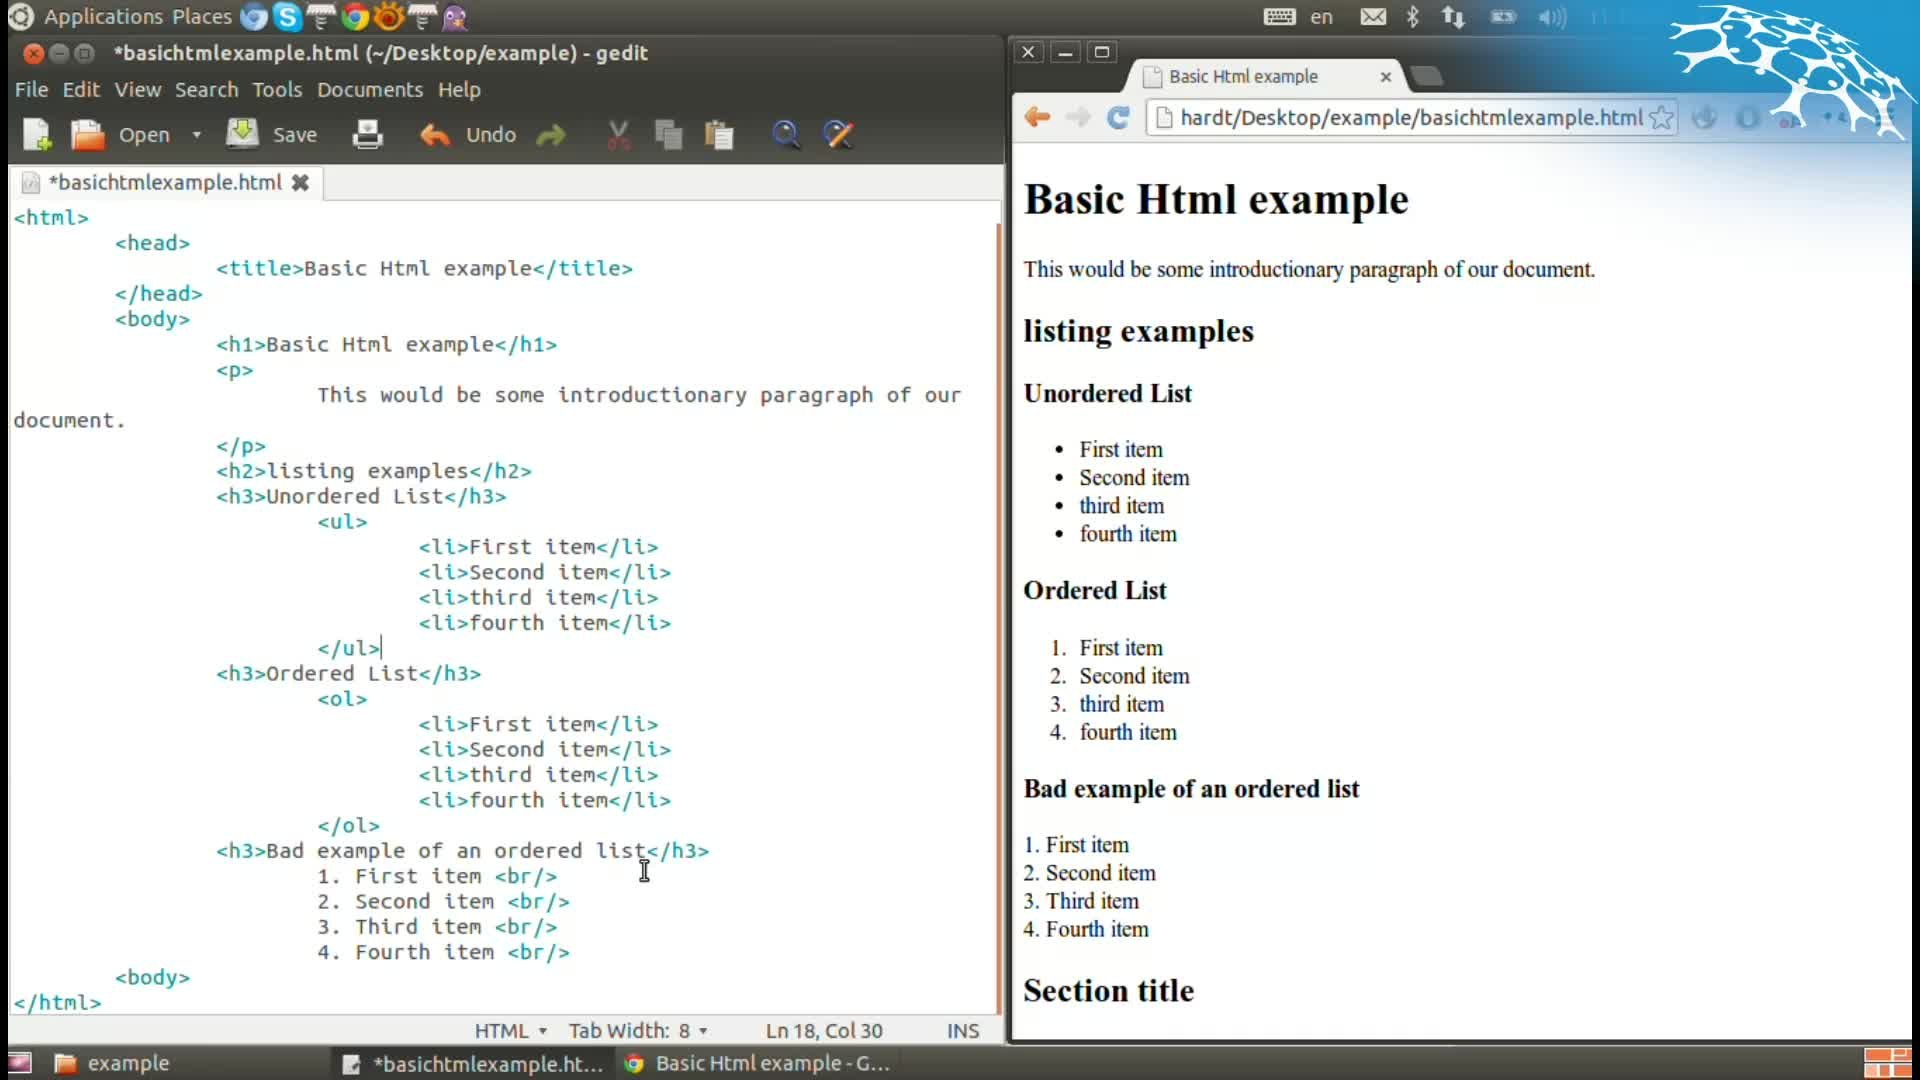 Applications Places
en
*basichtmlexample.html (~/Desktop/example) - gedit
File Edit View Search Tools Documents Help
Open Save Undo
*basichtmlexample.html
<html>
<head>
<title>Basic Html example</title>
</head>
<body>
<h1>Basic Html example</h1>
<p>
This would be some introductionary paragraph of our
document.
</p>
<h2>listing examples</h2>
<h3>Unordered List</h3>
<ul>
<li>First item</li>
<li>Second item</li>
<li>third item</li>
<li>fourth item</li>
</ul>
<h3>Ordered List</h3>
<ol>
<li>First item</li>
<li>Second item</li>
<li>third item</li>
<li>fourth item</li>
</ol>
<h3>Bad example of an ordered list</h3>
1. First item <br/>
2. Second item <br/>
3. Third item <br/>
4. Fourth item <br/>
<body>
</html>
HTML Tab Width: 8 Ln 18, Col 30 INS
Basic Html example
hardt/Desktop/example/basichtmlexample.html
Basic Html example
This would be some introductionary paragraph of our document.
listing examples
Unordered List
• First item
• Second item
• third item
• fourth item
Ordered List
1. First item
2. Second item
3. third item
4. fourth item
Bad example of an ordered list
1. First item
2. Second item
3. Third item
4. Fourth item
Section title
example
*basichtmlexample.ht...
Basic Html example - G...